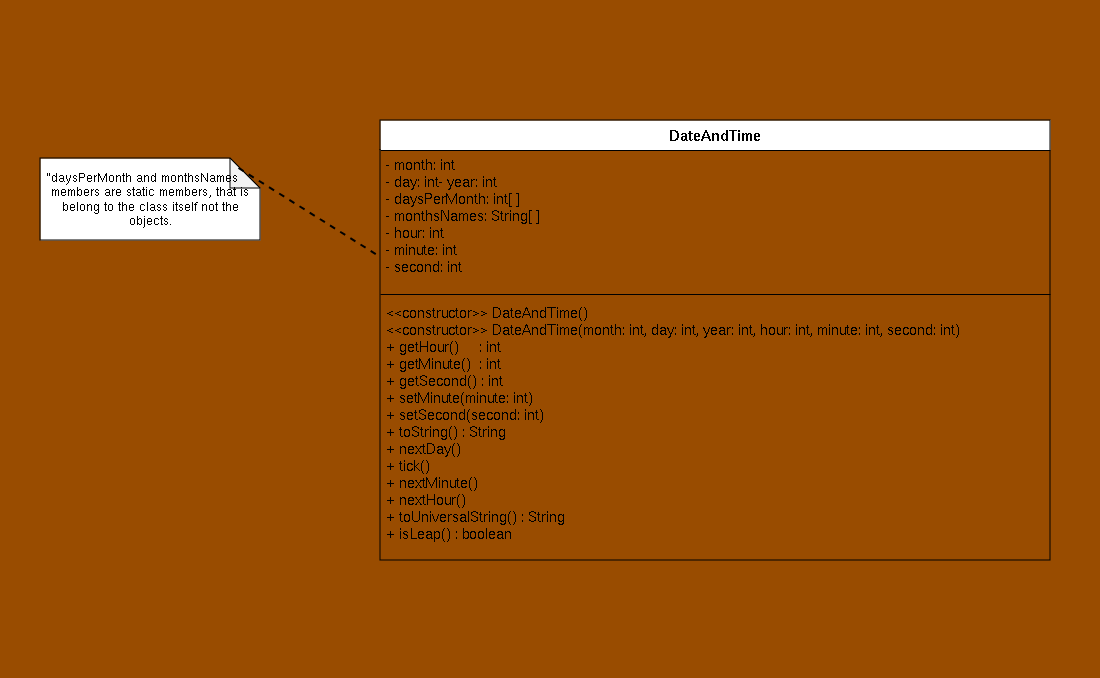 DateAndTime
"daysPerMonth and monthsNames
members are static members, that is
belong to the class itself not the
objects.
- month: int
- day: int- year: int
- daysPerMonth: int[ ]
- monthsNames: String[ ]
- hour: int
- minute: int
- second: int
<<constructor>> DateAndTime()
<<constructor>> DateAndTime(month: int, day: int, year: int, hour: int, minute: int, second: int)
+ getHour() : int
+ getMinute() : int
+ getSecond() : int
+ setMinute(minute: int)
+ setSecond(second: int)
+ toString() : String
+ nextDay()
+ tick()
+ nextMinute()
+ nextHour()
+ toUniversalString() : String
+ isLeap() : boolean